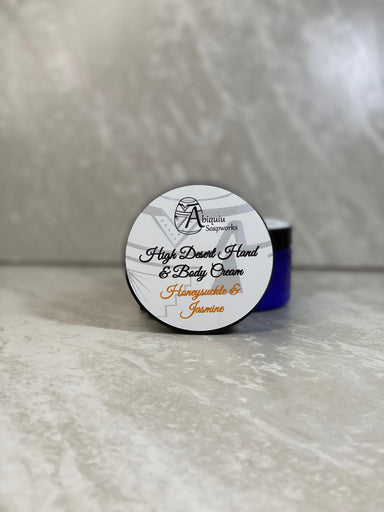 Abiquiu
Soapworks
High Desert Hand
& Body Cream
Honeysuckle &
Jasmine